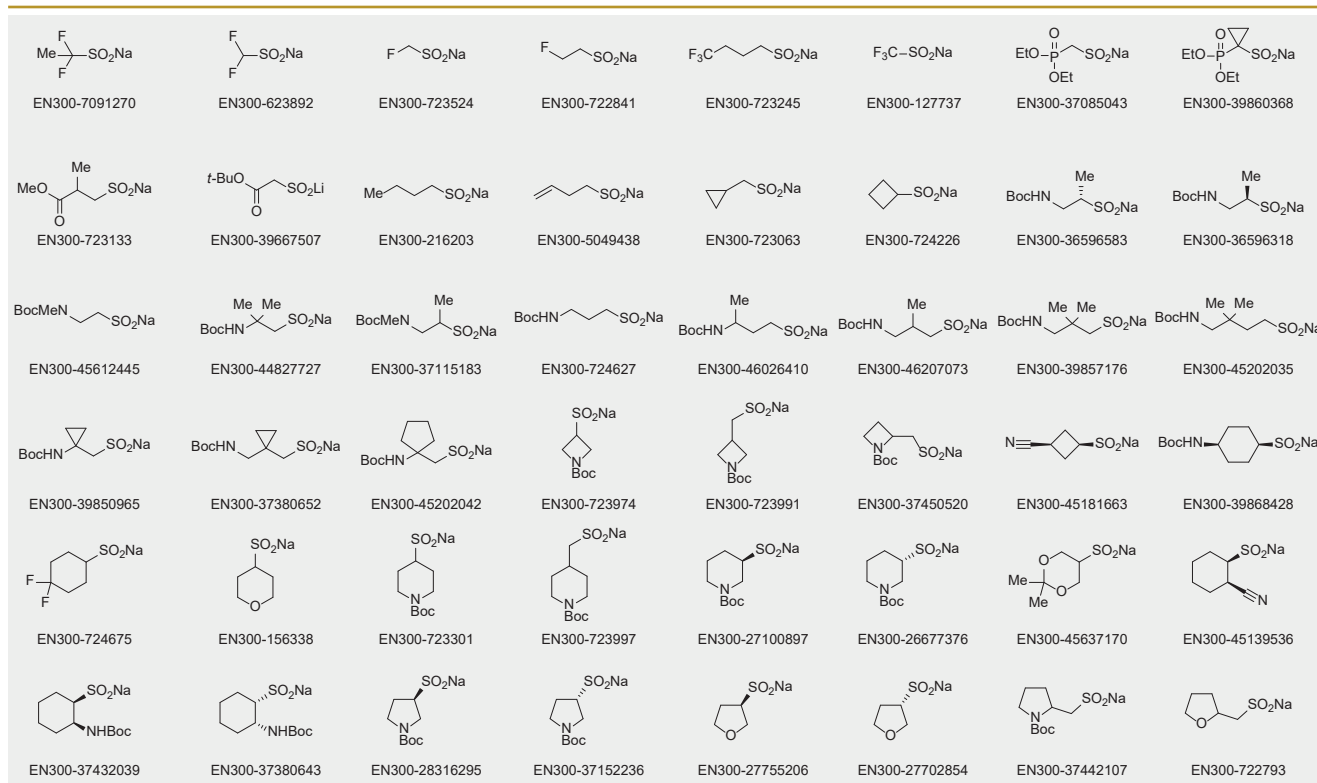 F
Me SO2Na
F
EN300-7091270
F
SO2Na
F
EN300-623892
F SO2Na
EN300-723524
F
SO2Na
EN300-722841
F3C SO2Na
EN300-723245
F3C SO2Na
EN300-127737
O
EtO P SO2Na
OEt
EN300-37085043
O
EtO P SO2Na
OEt
EN300-39860368
Me
MeO SO2Na
O
EN300-723133
t-BuO SO2Li
O
EN300-39667507
Me SO2Na
EN300-216203
SO2Na
EN300-5049438
SO2Na
EN300-723063
SO2Na
EN300-724226
Me
BocHN SO2Na
EN300-36596583
Me
BocHN SO2Na
EN300-36596318
BocMeN SO2Na
EN300-45612445
Me Me
BocHN SO2Na
EN300-44827727
Me
BocMeN SO2Na
EN300-37115183
BocHN SO2Na
EN300-724627
Me
BocHN SO2Na
EN300-46026410
Me
BocHN SO2Na
EN300-46207073
Me Me
BocHN SO2Na
EN300-39857176
Me Me
BocHN SO2Na
EN300-45202035
BocHN SO2Na
EN300-39850965
BocHN SO2Na
EN300-37380652
BocHN SO2Na
EN300-45202042
SO2Na
N
Boc
EN300-723974
SO2Na
N
Boc
EN300-723991
N
Boc SO2Na
EN300-37450520
N SO2Na
EN300-45181663
BocHN SO2Na
EN300-39868428
SO2Na
F
F
EN300-724675
SO2Na
O
EN300-156338
SO2Na
N
Boc
EN300-723301
SO2Na
N
Boc
EN300-723997
SO2Na
N
Boc
EN300-27100897
SO2Na
N
Boc
EN300-26677376
SO2Na
O
Me O
Me
EN300-45637170
SO2Na
N
EN300-45139536
SO2Na
NHBoc
EN300-37432039
SO2Na
NHBoc
EN300-37380643
SO2Na
N
Boc
EN300-28316295
SO2Na
N
Boc
EN300-37152236
SO2Na
O
EN300-27755206
SO2Na
O
EN300-27702854
SO2Na
N
Boc
EN300-37442107
SO2Na
O
EN300-722793